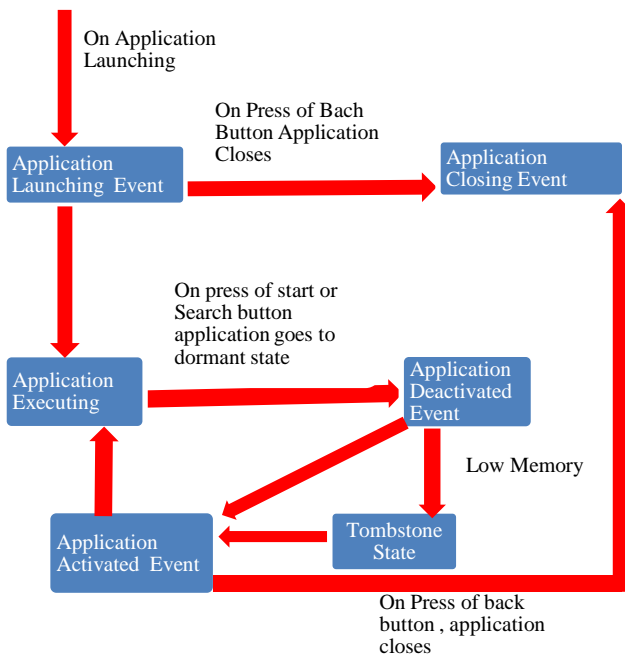 On Application
Launching
On Press of Bach
Button Application
Closes
Application
Launching Event
Application
Closing Event
On press of start or
Search button
application goes to
dormant state
Application
Executing
Application
Deactivated
Event
Low Memory
Tombstone
State
Application
Activated Event
On Press of back
button , application
closes